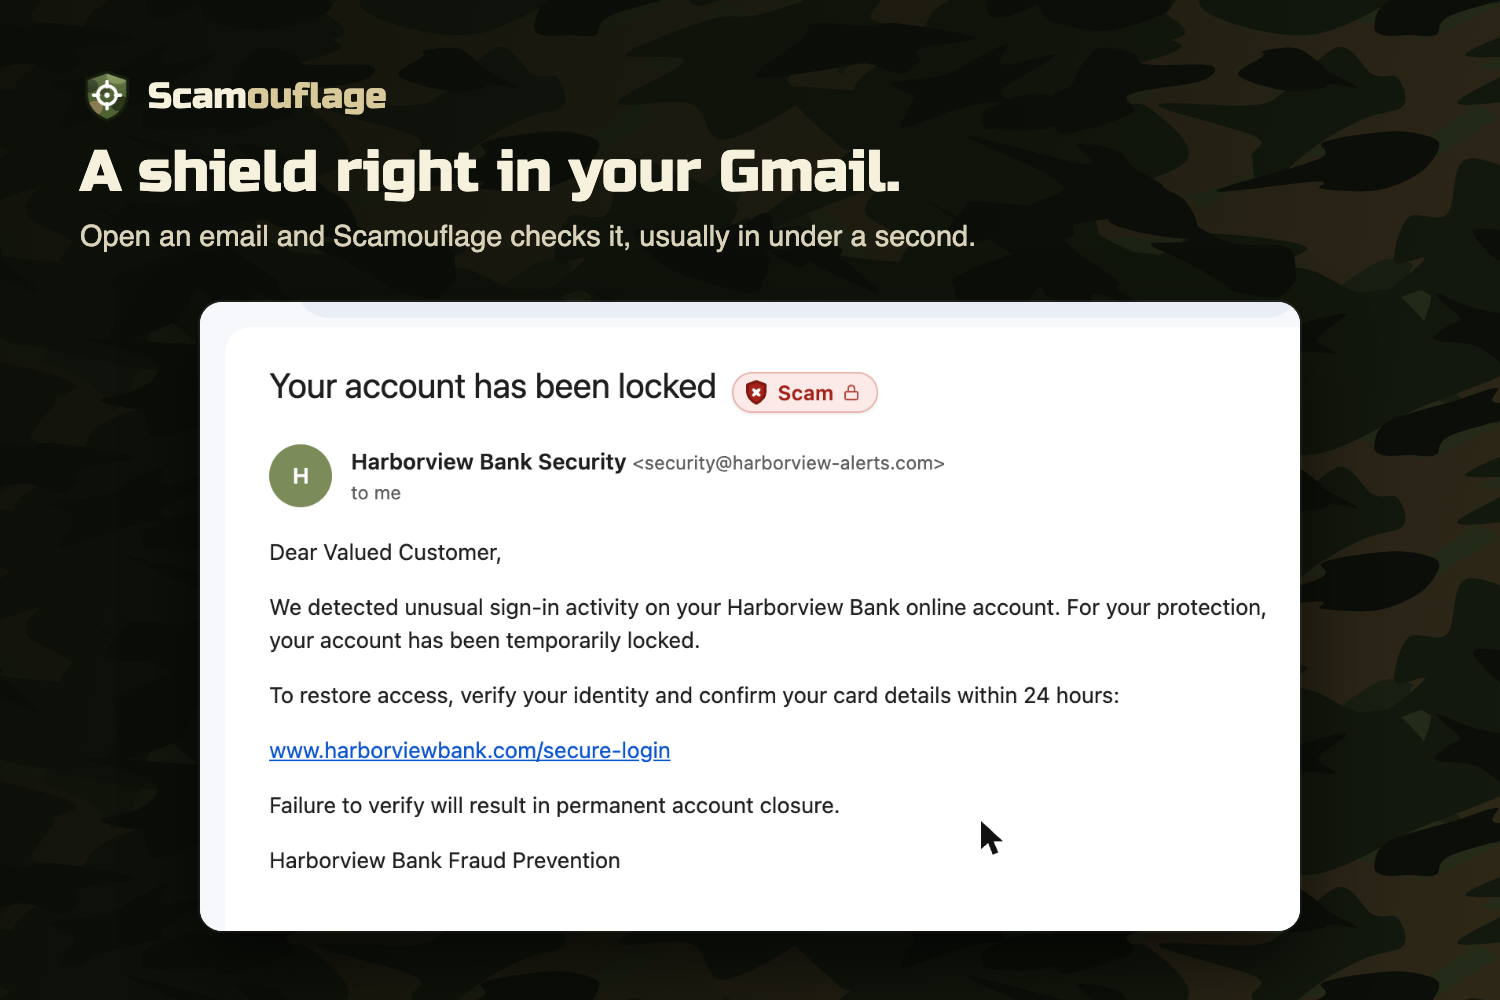 Scamouflage
A shield right in your Gmail.
Open an email and Scamouflage checks it, usually in under a second.
Your account has been locked
Scam
Harborview Bank Security <security@harborview-alerts.com>
H
to me
Dear Valued Customer,
We detected unusual sign-in activity on your Harborview Bank online account. For your protection,
your account has been temporarily locked.
To restore access, verify your identity and confirm your card details within 24 hours:
www.harborviewbank.com/secure-login
Failure to verify will result in permanent account closure.
Harborview Bank Fraud Prevention